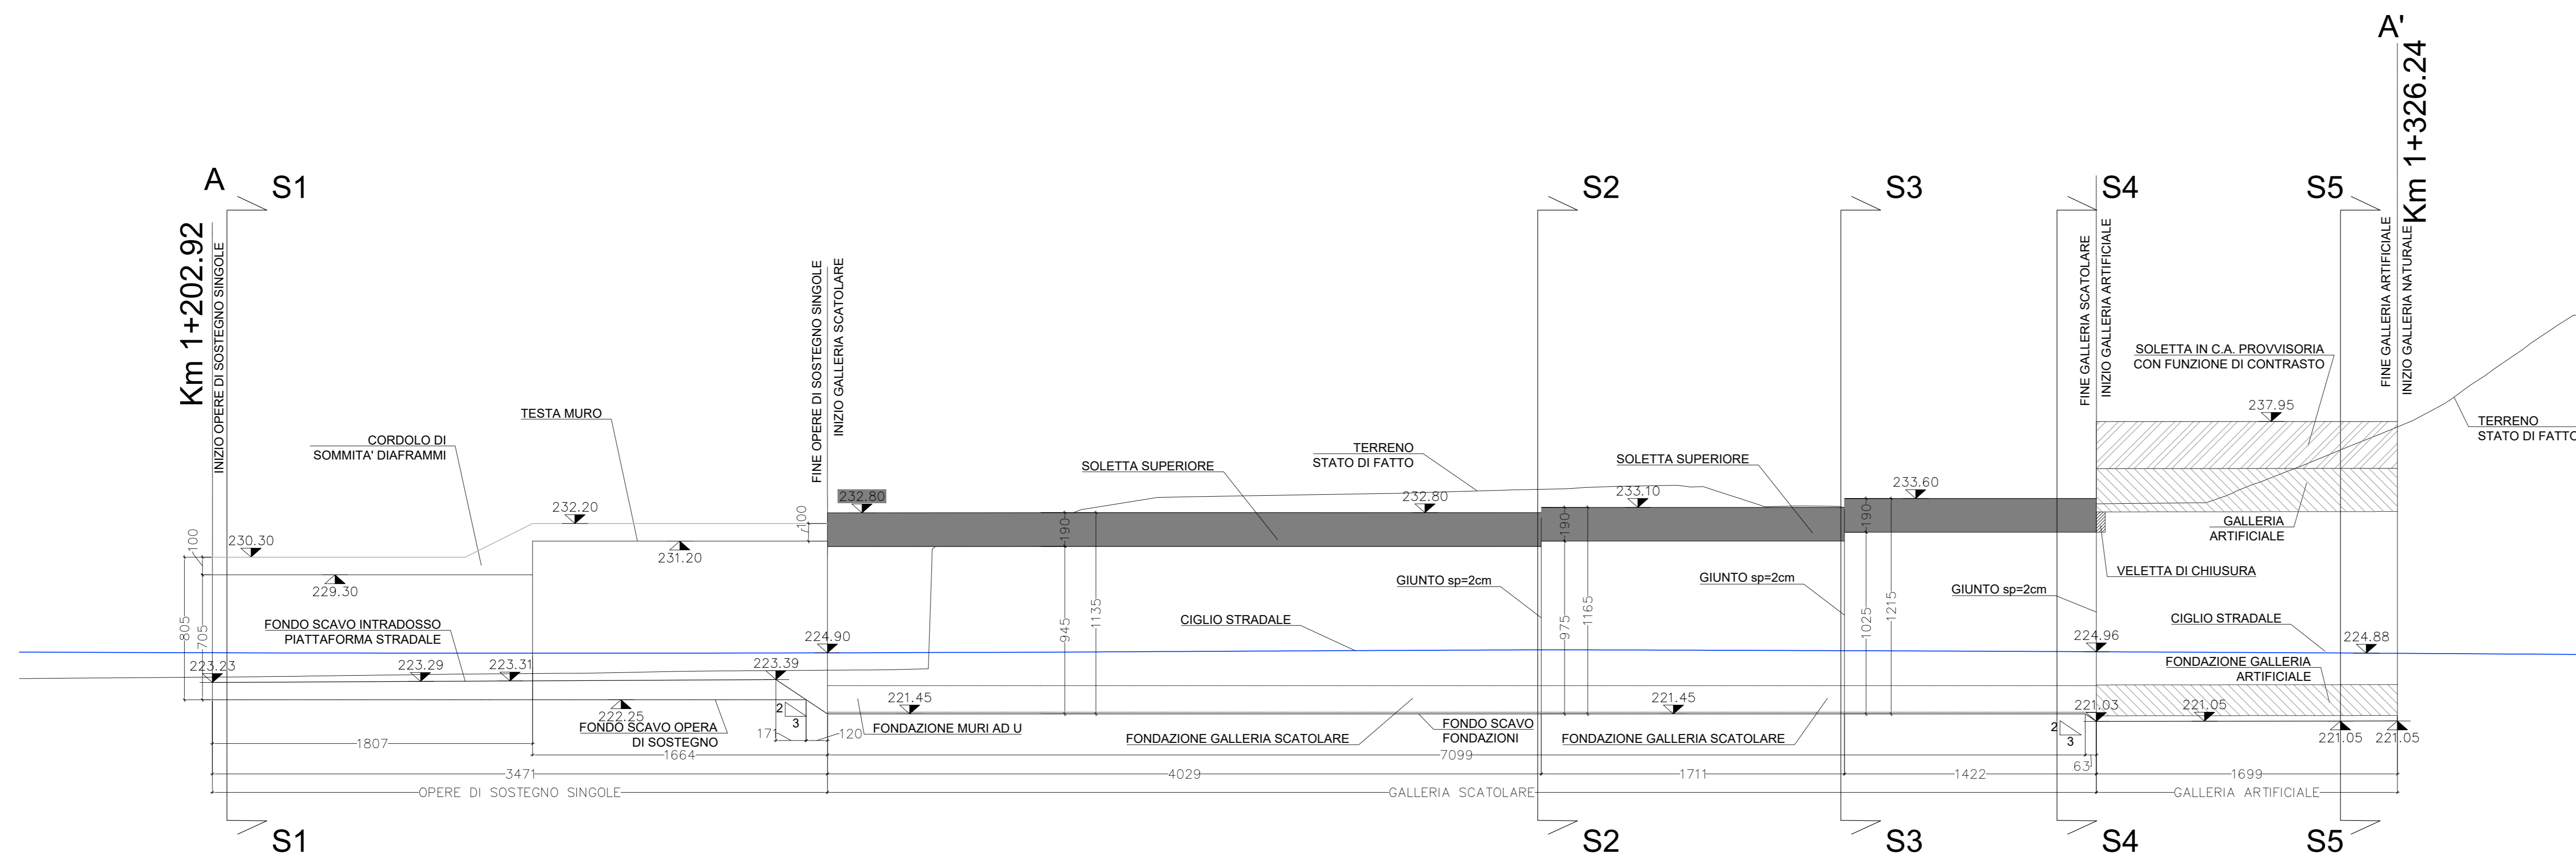 A
A'
Km 1+326.24
S1
S2
S3
S4
S5
Km 1+202.92
INIZIO OPERE DI SOSTEGNO SINGOLE
FINE OPERE DI SOSTEGNO SINGOLE
INIZIO GALLERIA SCATOLARE
FINE GALLERIA SCATOLARE
INIZIO GALLERIA ARTIFICIALE
FINE GALLERIA ARTIFICIALE
INIZIO GALLERIA NATURALE
SOLETTA IN C.A. PROVVISORIA
CON FUNZIONE DI CONTRASTO
237.95
TERRENO
STATO DI FATTO
TESTA MURO
CORDOLO DI
SOMMITA' DIAFRAMMI
TERRENO
STATO DI FATTO
SOLETTA SUPERIORE
SOLETTA SUPERIORE
232.20
232.80
232.80
233.10
233.60
100
100
230.30
229.30
231.20
190
190
190
GALLERIA
ARTIFICIALE
VELETTA DI CHIUSURA
GIUNTO sp=2cm
GIUNTO sp=2cm
GIUNTO sp=2cm
805
705
945
1135
975
1165
1025
1215
FONDO SCAVO INTRADOSSO
PIATTAFORMA STRADALE
CIGLIO STRADALE
CIGLIO STRADALE
224.90
224.96
224.88
223.23
223.29
223.31
223.39
FONDAZIONE GALLERIA
ARTIFICIALE
222.25
221.45
221.45
221.03
221.05
221.05
221.05
2
3
2
3
FONDO SCAVO OPERA
DI SOSTEGNO
171
120
FONDAZIONE MURI AD U
FONDAZIONE GALLERIA SCATOLARE
FONDO SCAVO
FONDAZIONI
FONDAZIONE GALLERIA SCATOLARE
1807
1664
7099
63
3471
4029
1711
1422
1699
OPERE DI SOSTEGNO SINGOLE
GALLERIA SCATOLARE
GALLERIA ARTIFICIALE
S1
S2
S3
S4
S5